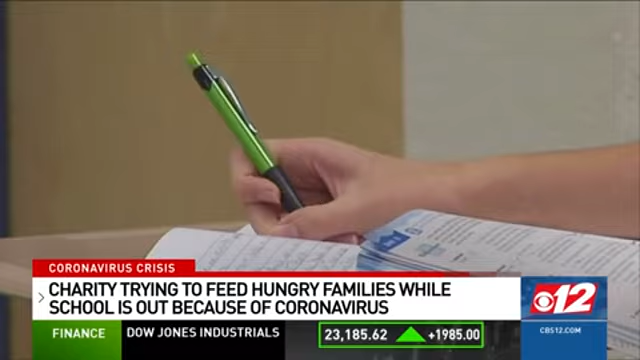 CORONAVIRUS CRISIS
CHARITY TRYING TO FEED HUNGRY FAMILIES WHILE
SCHOOL IS OUT BECAUSE OF CORONAVIRUS
12
CBS12.COM
FINANCE
DOW JONES INDUSTRIALS
23,185.62
+1985.00